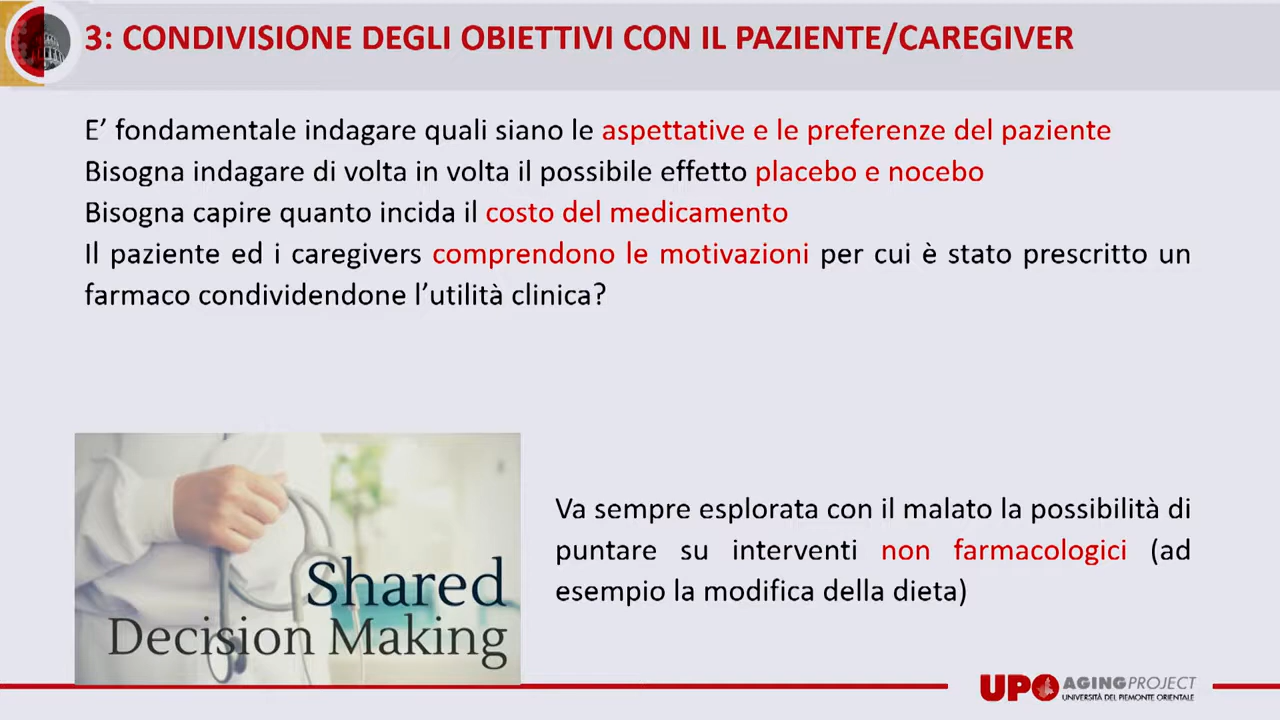 3: CONDIVISIONE DEGLI OBIETTIVI CON IL PAZIENTE/CAREGIVER
E’ fondamentale indagare quali siano le aspettative e le preferenze del paziente
Bisogna indagare di volta in volta il possibile effetto placebo e nocebo
Bisogna capire quanto incida il costo del medicamento
Il paziente ed i caregivers comprendono le motivazioni per cui è stato prescritto un
farmaco condividendone l’utilità clinica?
Shared
Decision Making
Va sempre esplorata con il malato la possibilità di
puntare su interventi non farmacologici (ad
esempio la modifica della dieta)
UPO AGINGPROJECT
UNIVERSITÀ DEL PIEMONTE ORIENTALE